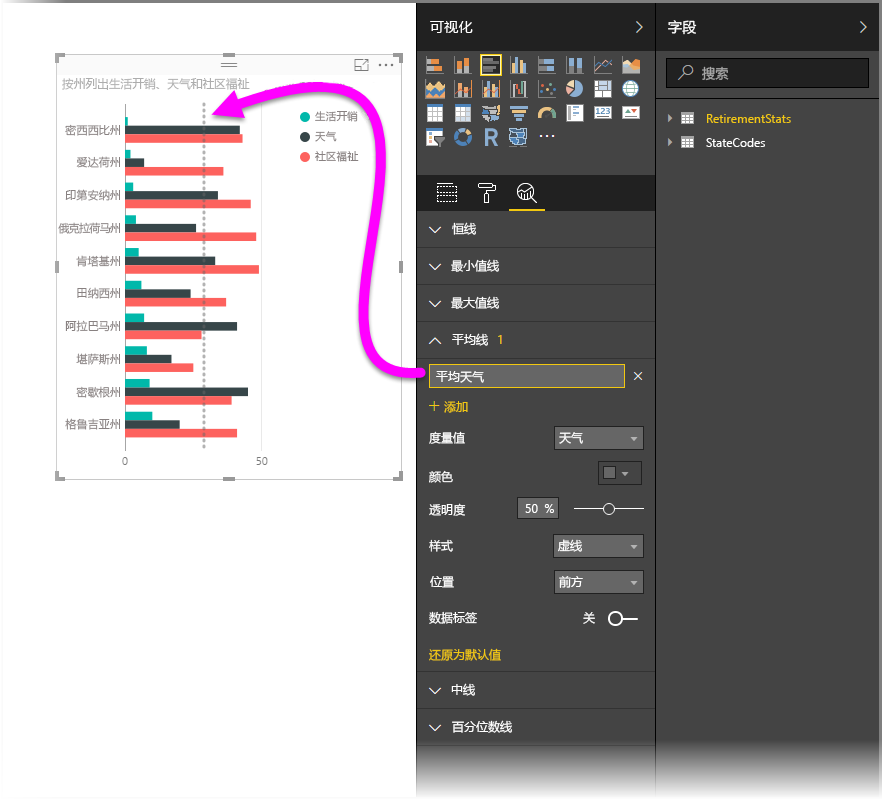 按州列出生活开销、天气和社区福祉
生活开销
天气
社区福祉
密西西比州
爱达荷州
印第安纳州
俄克拉荷马州
肯塔基州
田纳西州
阿拉巴马州
堪萨斯州
密歇根州
格鲁吉亚州
0 50
可视化
R
123
恒线
最小值线
最大值线
平均线 1
平均天气
添加
度量值 天气
颜色
透明度 50 %
样式 虚线
位置 前方
数据标签 关
还原为默认值
中线
百分位数线
字段
搜索
RetirementStats
StateCodes